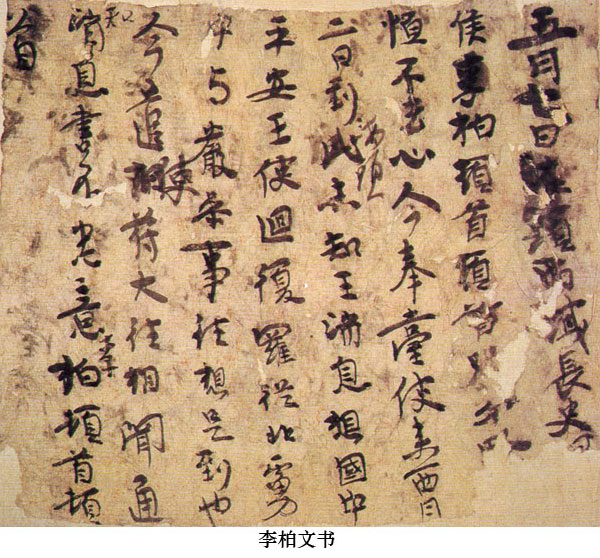 五月七日海頭西域長史
侯李柏頓首頓首別
恒不去心今奉臺使來西月
二日到此海頭未知王消息想國中
平安王使迴復羅從北虜
中与嚴參事往想是到也
今遣使苻大往相聞通
知消息書不悉意李柏頓首頓
首
李柏文书